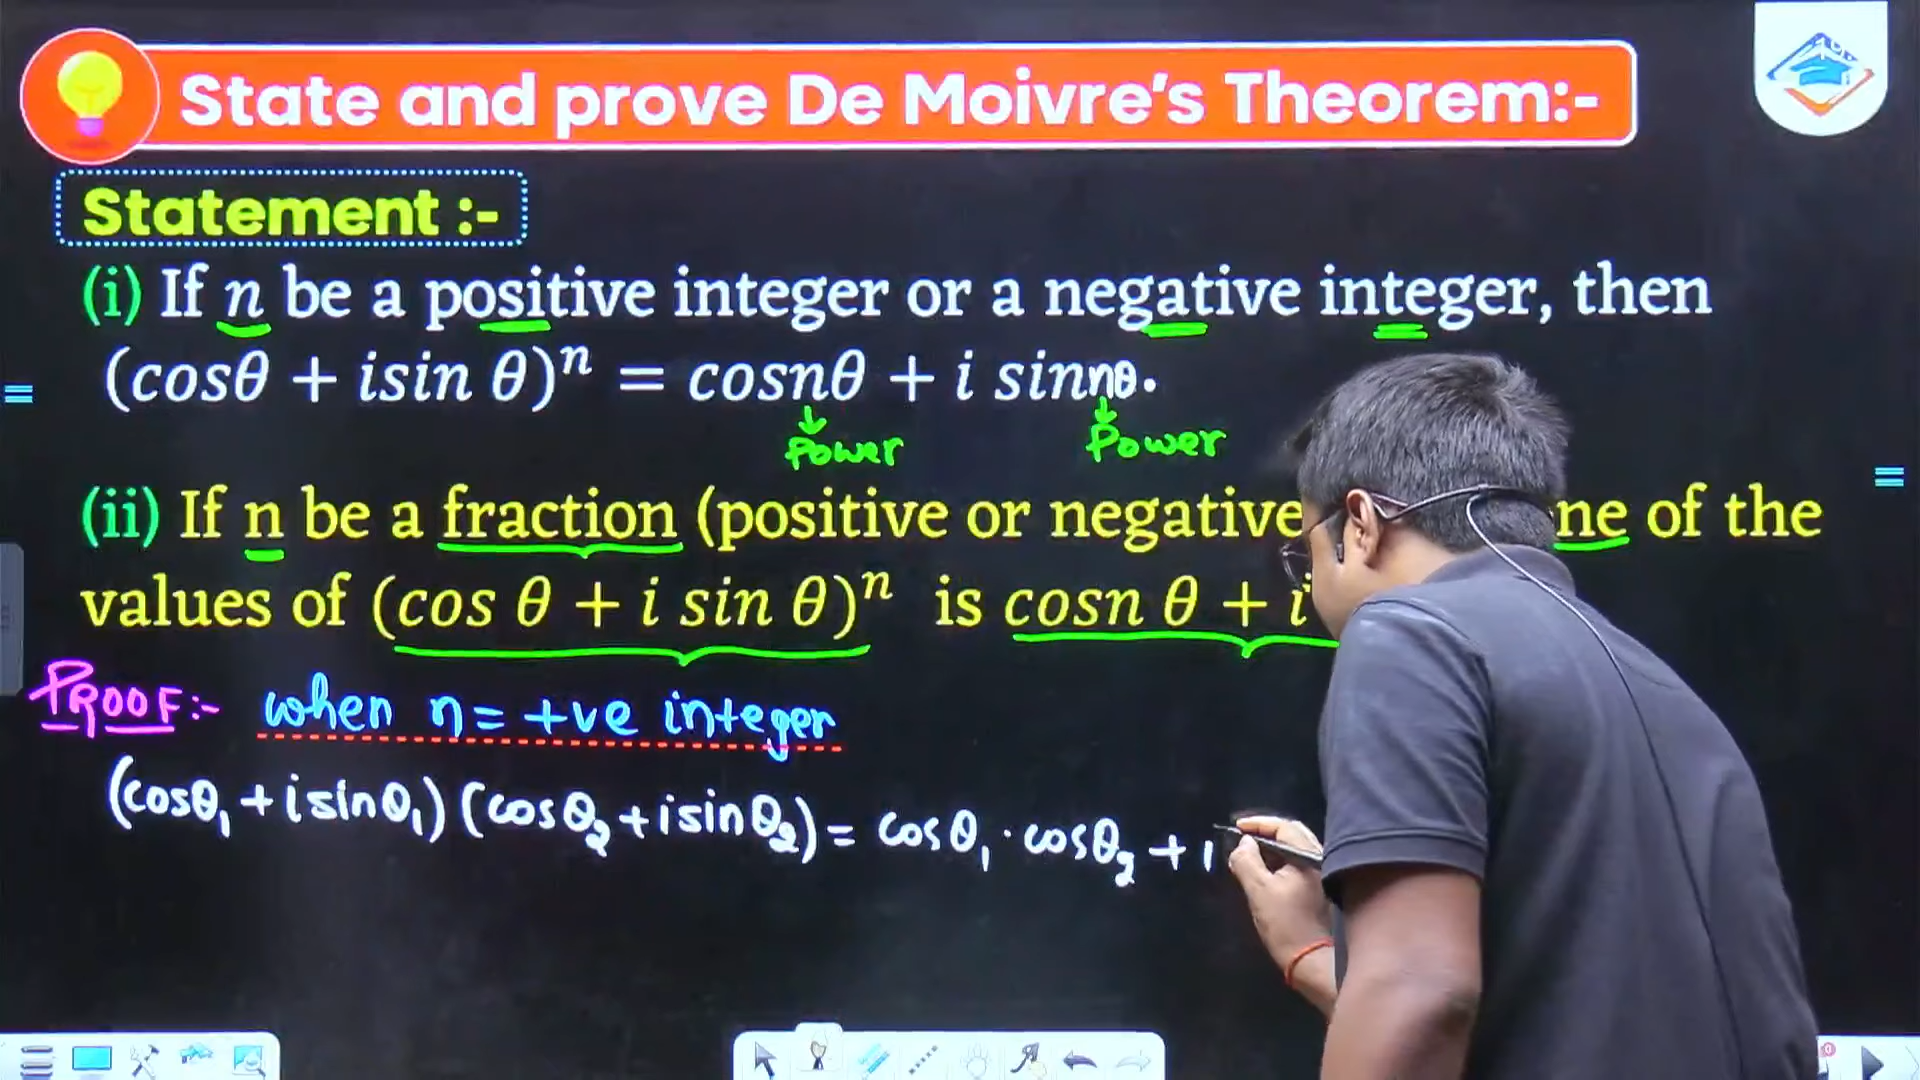 State and prove De Moivre's Theorem:-
Statement :-
(i) If n be a positive integer or a negative integer, then
(cosθ + isin θ)ⁿ = cosnθ + i sinnθ.
Power Power
(ii) If n be a fraction (positive or negative ne of the
values of (cos θ + i sin θ)ⁿ is cosn θ + i
PROOF:- when n = +ve integer
(cosθ₁ + i sinθ₁) (cosθ₂ + i sinθ₂) = cosθ₁ · cosθ₂ + i